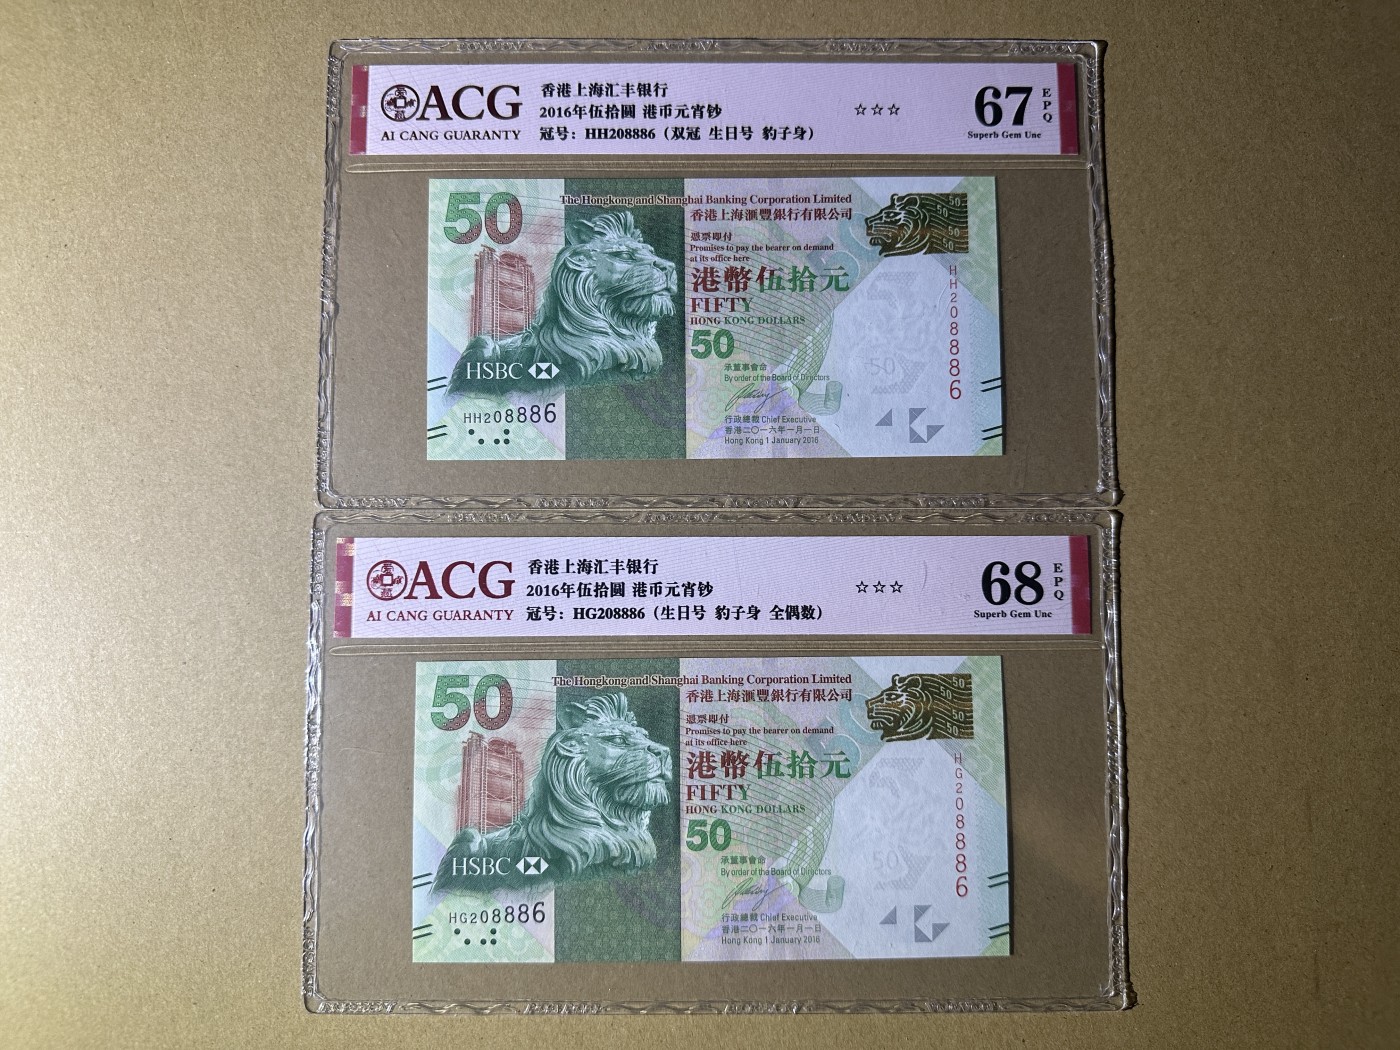 ACG
AI CANG GUARANTY
香港上海汇丰银行
2016年伍拾圆 港币元宵钞
冠号：HH208886（双冠 生日号 豹子身）
☆☆☆
67
EPQ
Superb Gem Unc
50
The Hongkong and Shanghai Banking Corporation Limited
香港上海滙豐銀行有限公司
憑票即付
Promises to pay the bearer on demand
at its office here
港幣伍拾元
FIFTY
HONG KONG DOLLARS
50
承董事會命
By order of the Board of Directors
行政總裁 Chief Executive
香港二〇一六年一月一日
Hong Kong 1 January 2016
HSBC
HH208886
50
50
50
50
HH208886
50
ACG
AI CANG GUARANTY
香港上海汇丰银行
2016年伍拾圆 港币元宵钞
冠号：HG208886（生日号 豹子身 全偶数）
☆☆☆
68
EPQ
Superb Gem Unc
50
The Hongkong and Shanghai Banking Corporation Limited
香港上海滙豐銀行有限公司
憑票即付
Promises to pay the bearer on demand
at its office here
港幣伍拾元
FIFTY
HONG KONG DOLLARS
50
承董事會命
By order of the Board of Directors
行政總裁 Chief Executive
香港二〇一六年一月一日
Hong Kong 1 January 2016
HSBC
HG208886
50
50
50
50
HG208886
50